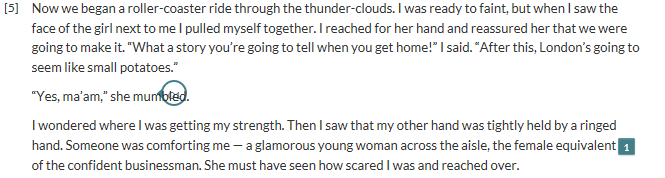 [5] Now we began a roller-coaster ride through the thunder-clouds. I was ready to faint, but when I saw the
face of the girl next to me I pulled myself together. I reached for her hand and reassured her that we were
going to make it. "What a story you're going to tell when you get home!" I said. "After this, London's going to
seem like small potatoes."
"Yes, ma'am," she mumbled.
I wondered where I was getting my strength. Then I saw that my other hand was tightly held by a ringed
hand. Someone was comforting me — a glamorous young woman across the aisle, the female equivalent 1
of the confident businessman. She must have seen how scared I was and reached over.